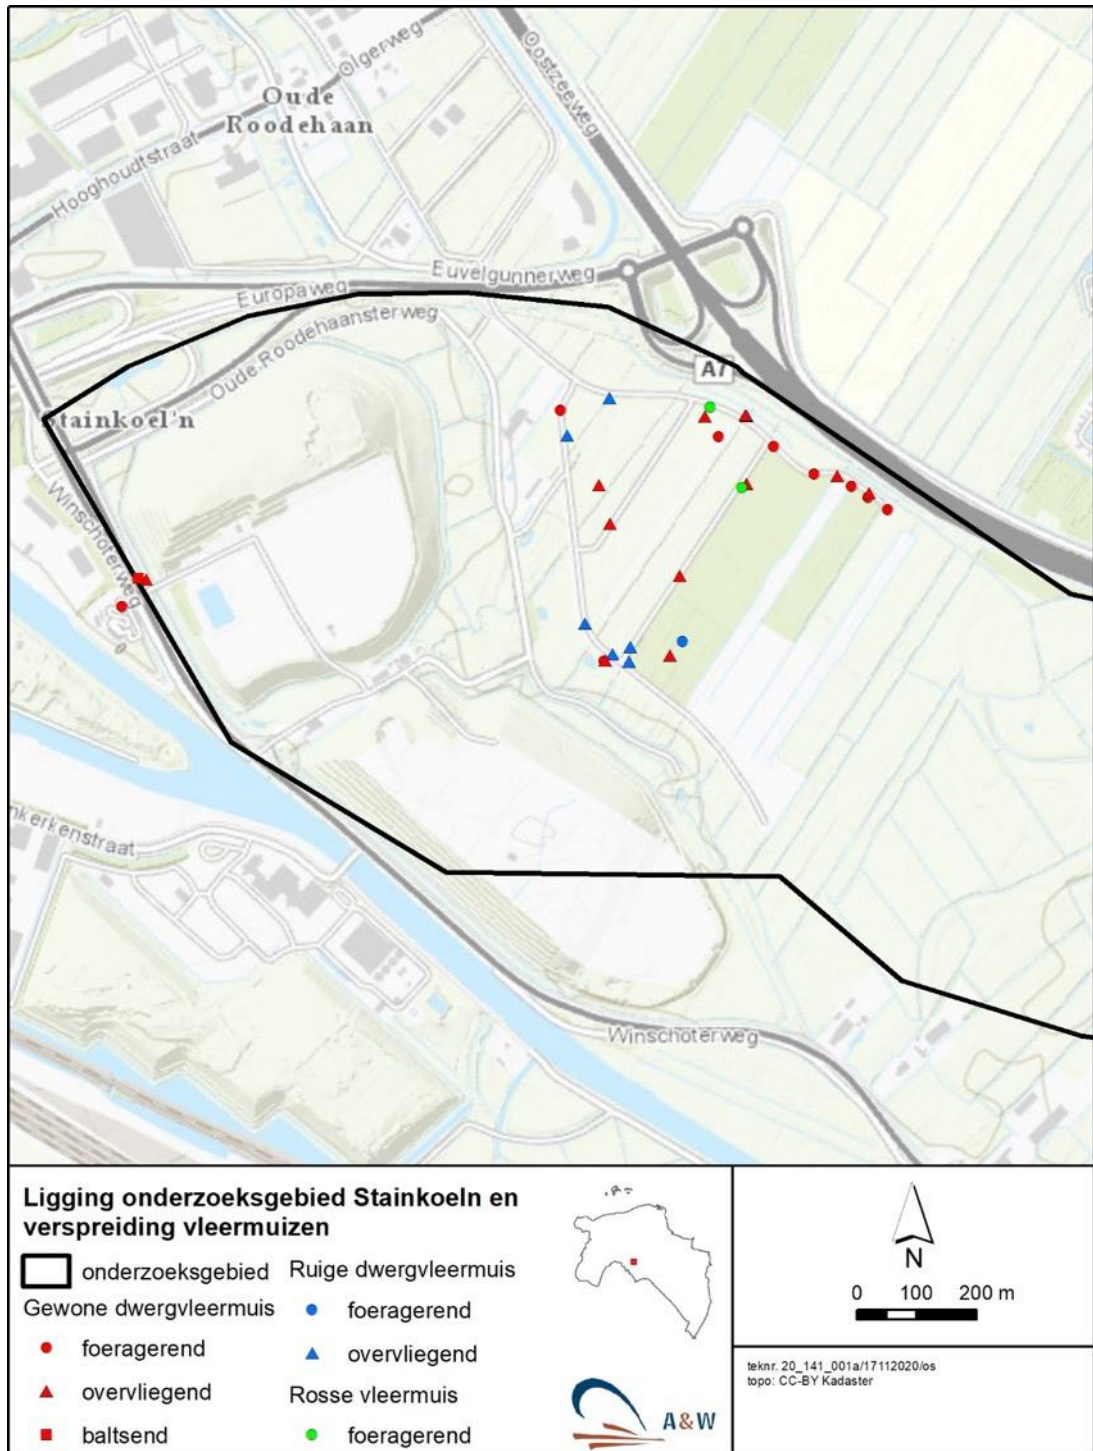 Oude
Roodehaan
Olgerweg
Oostzeeweg
Hooghoudtstraat
Euvelgunnerweg
Europaweg
Oude Roodehaansterweg
A7
Stainkoel'n
Winschoterweg
nkerkenstraat
Winschoterweg
Ligging onderzoeksgebied Stainkoeln en
verspreiding vleermuizen
onderzoeksgebied
Gewone dwergvleermuis
foeragerend
overvliegend
baltsend
Ruige dwergvleermuis
foeragerend
overvliegend
Rosse vleermuis
foeragerend
A&W
N
0 100 200 m
teknr. 20_141_001a/17112020/os
topo: CC-BY Kadaster